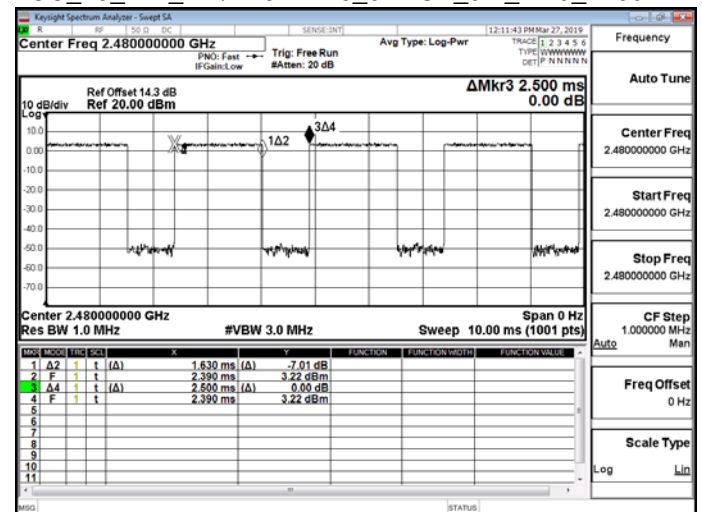 Keysight Spectrum Analyzer - Swept SA
R RF 50 Ω DC SENSE:INT 12:11:43 PM Mar 27, 2019
Center Freq 2.480000000 GHz Avg Type: Log-Pwr TRACE 1 2 3 4 5 6
PNO: Fast Trig: Free Run TYPE WWWWWW
IFGain:Low #Atten: 20 dB DET P N N N N N
Ref Offset 14.3 dB ΔMkr3 2.500 ms
10 dB/div Ref 20.00 dBm 0.00 dB
Log
10.0
0.00
-10.0
-20.0
-30.0
-40.0
-50.0
-60.0
-70.0
3Δ4
1Δ2
Center 2.480000000 GHz Span 0 Hz
Res BW 1.0 MHz #VBW 3.0 MHz Sweep 10.00 ms (1001 pts)
MKR MODE TRC SCL X Y FUNCTION FUNCTION WIDTH FUNCTION VALUE
1 Δ2 1 t (Δ) 1.630 ms (Δ) -7.01 dB
2 F 1 t 2.390 ms 3.22 dBm
3 Δ4 1 t (Δ) 2.500 ms (Δ) 0.00 dB
4 F 1 t 2.390 ms 3.22 dBm
5
6
7
8
9
10
11
MSG STATUS
Frequency
Auto Tune
Center Freq
2.480000000 GHz
Start Freq
2.480000000 GHz
Stop Freq
2.480000000 GHz
CF Step
1.000000 MHz
Auto Man
Freq Offset
0 Hz
Scale Type
Log Lin